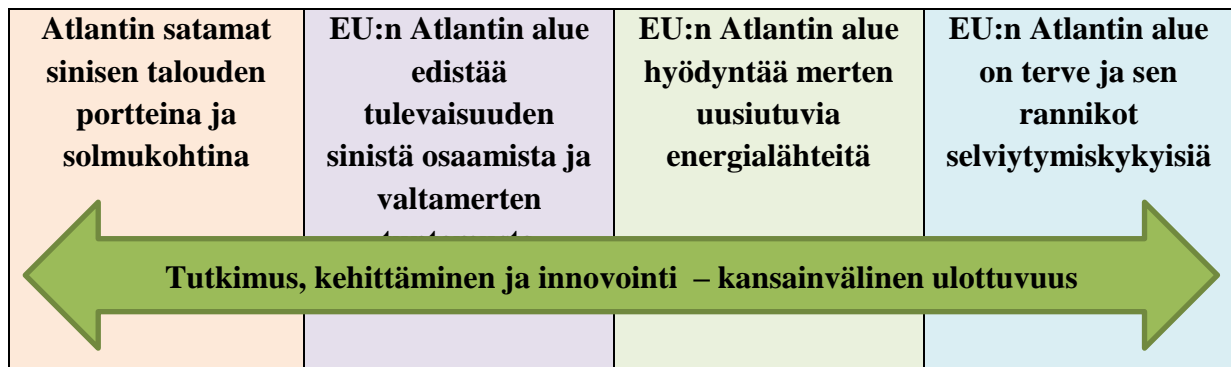 Atlantin satamat
sinisen talouden
portteina ja
solmukohtina
EU:n Atlantin alue
edistää
tulevaisuuden
sinistä osaamista ja
valtamerten
EU:n Atlantin alue
hyödyntää merten
uusiutuvia
energialähteitä
EU:n Atlantin alue
on terve ja sen
rannikot
selviytymiskykyisiä
Tutkimus, kehittäminen ja innovointi – kansainvälinen ulottuvuus